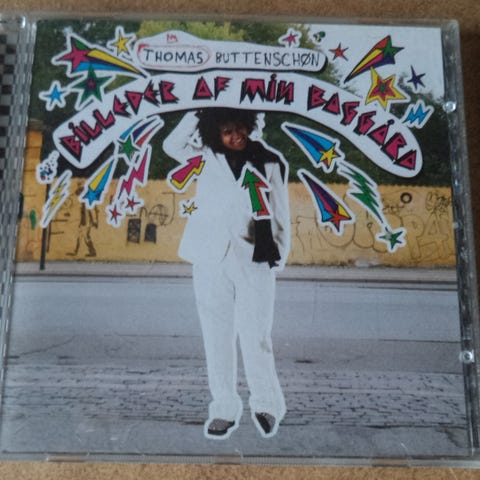 THOMAS BUTTENSCHØN
BILLEDER AF MIN BAGGÅRD